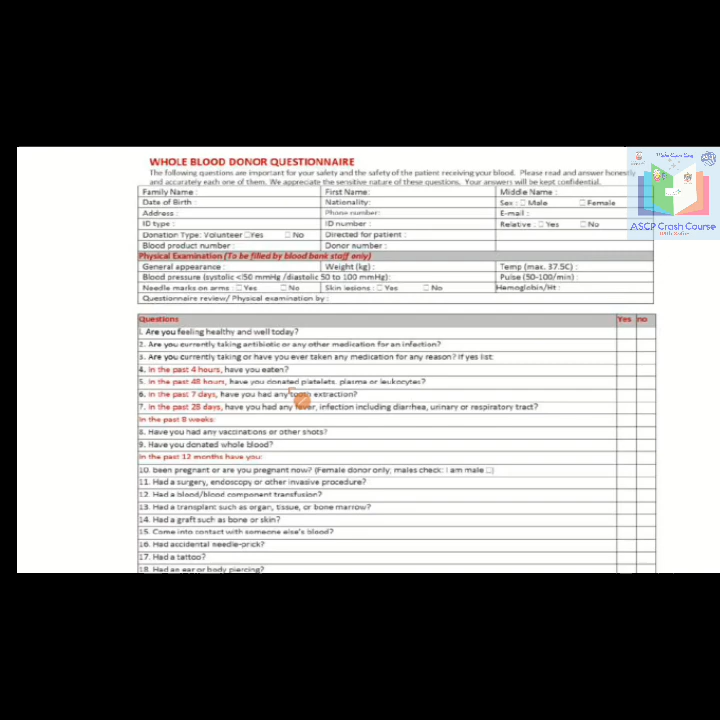 WHOLE BLOOD DONOR QUESTIONNAIRE
The following questions are important for your safety and the safety of the patient receiving your blood. Please read and answer honestly
and accurately each one of them. We appreciate the sensitive nature of these questions. Your answers will be kept confidential.
Family Name : First Name: Middle Name :
Date of Birth : Nationality: Sex : □ Male □ Female
Address : Phone number: E-mail :
ID type : ID number : Relative : □ Yes □ No
Donation Type: Volunteer □Yes □ No Directed for patient :
Blood product number : Donor number :
Physical Examination (To be filled by blood bank staff only)
General appearance : Weight (kg) : Temp (max. 37.5C) :
Blood pressure (systolic <50 mmHg /diastolic 50 to 100 mmHg): Pulse (50-100/min) :
Needle marks on arms : □ Yes □ No Skin lesions : □ Yes □ No Hemoglobin/Ht :
Questionnaire review/ Physical examination by :
Questions Yes no
1. Are you feeling healthy and well today?
2. Are you currently taking antibiotic or any other medication for an infection?
3. Are you currently taking or have you ever taken any medication for any reason? If yes list:
4. In the past 4 hours, have you eaten?
5. In the past 48 hours, have you donated platelets, plasma or leukocytes?
6. In the past 7 days, have you had any tooth extraction?
7. In the past 28 days, have you had any fever, infection including diarrhea, urinary or respiratory tract?
In the past 8 weeks:
8. Have you had any vaccinations or other shots?
9. Have you donated whole blood?
In the past 12 months have you:
10. been pregnant or are you pregnant now? (Female donor only; males check: I am male □)
11. Had a surgery, endoscopy or other invasive procedure?
12. Had a blood/blood component transfusion?
13. Had a transplant such as organ, tissue, or bone marrow?
14. Had a graft such as bone or skin?
15. Come into contact with someone else's blood?
16. Had accidental needle-prick?
17. Had a tattoo?
18. Had an ear or body piercing?
ASCP Crash Course